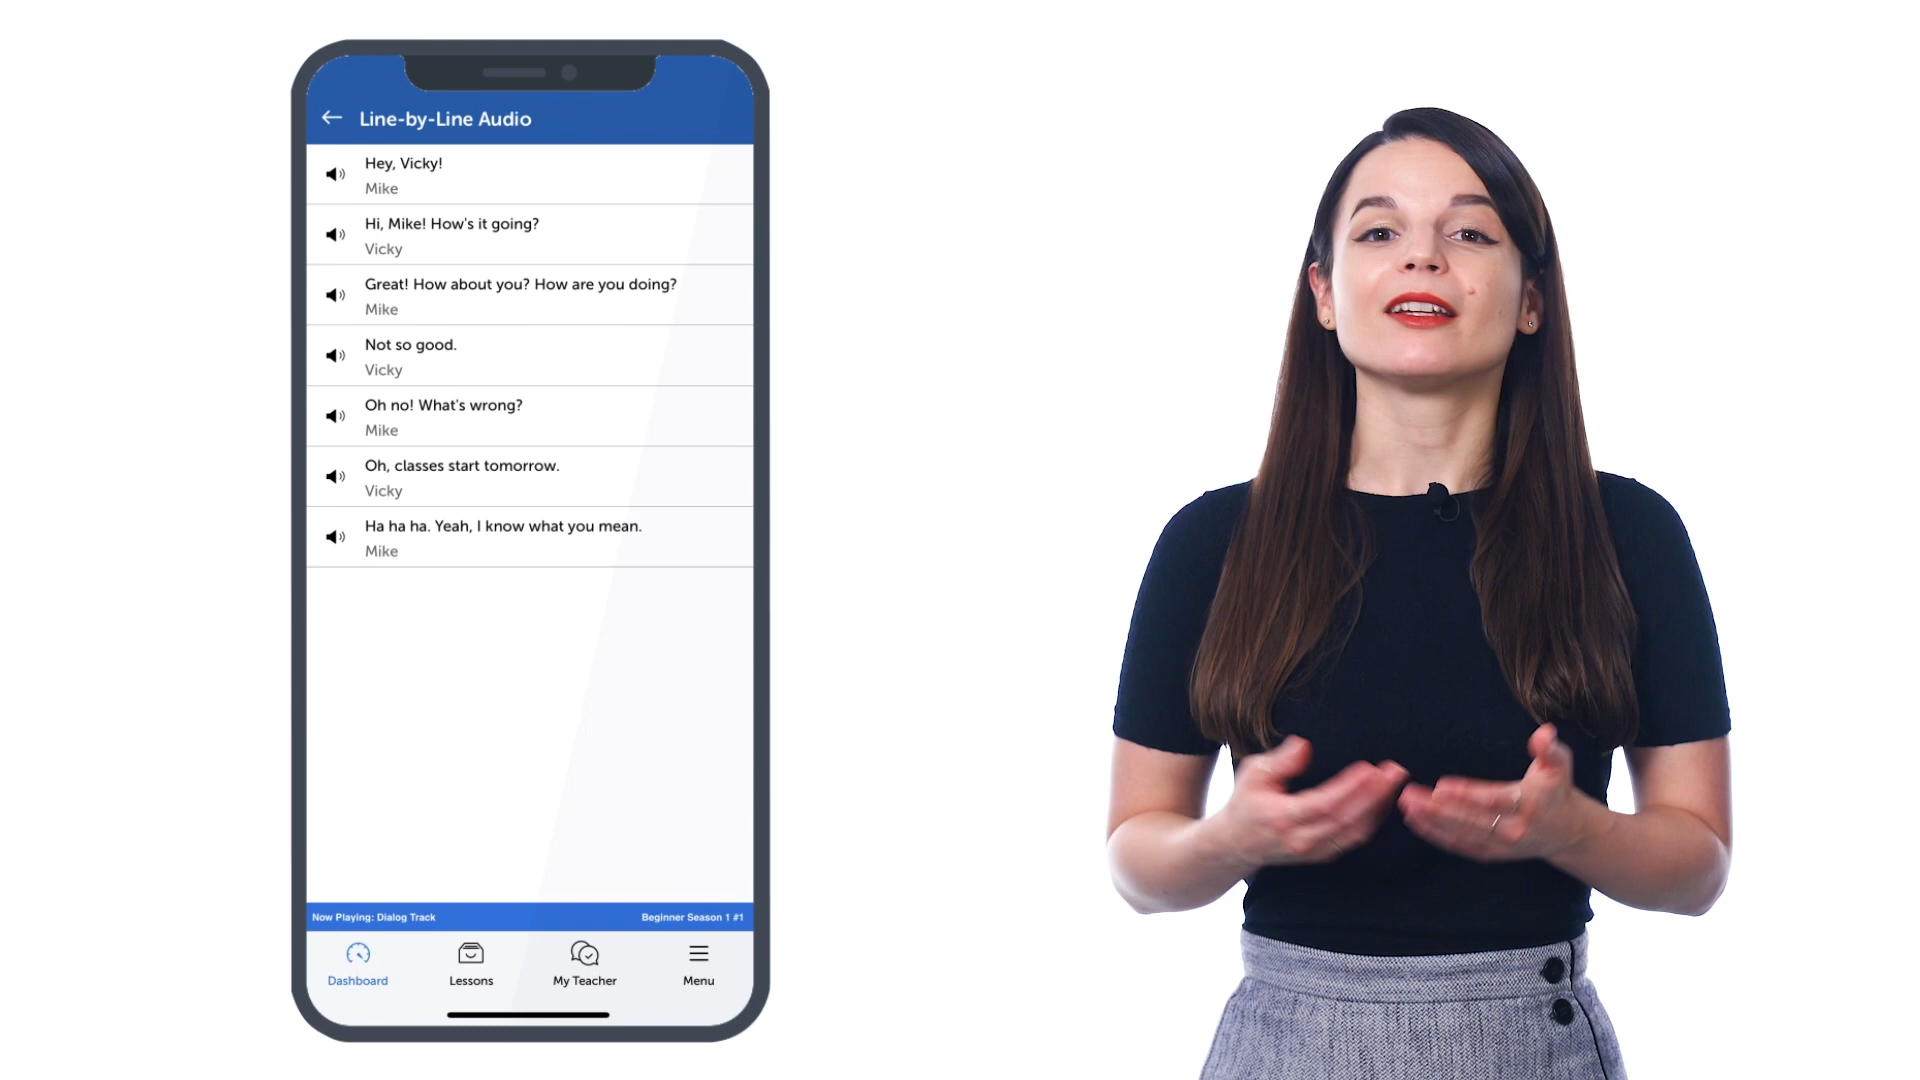 Line-by-Line Audio
Hey, Vicky!
Mike
Hi, Mike! How's it going?
Vicky
Great! How about you? How are you doing?
Mike
Not so good.
Vicky
Oh no! What's wrong?
Mike
Oh, classes start tomorrow.
Vicky
Ha ha ha. Yeah, I know what you mean.
Mike
Now Playing: Dialog Track Beginner Season 1 #1
Dashboard Lessons My Teacher Menu